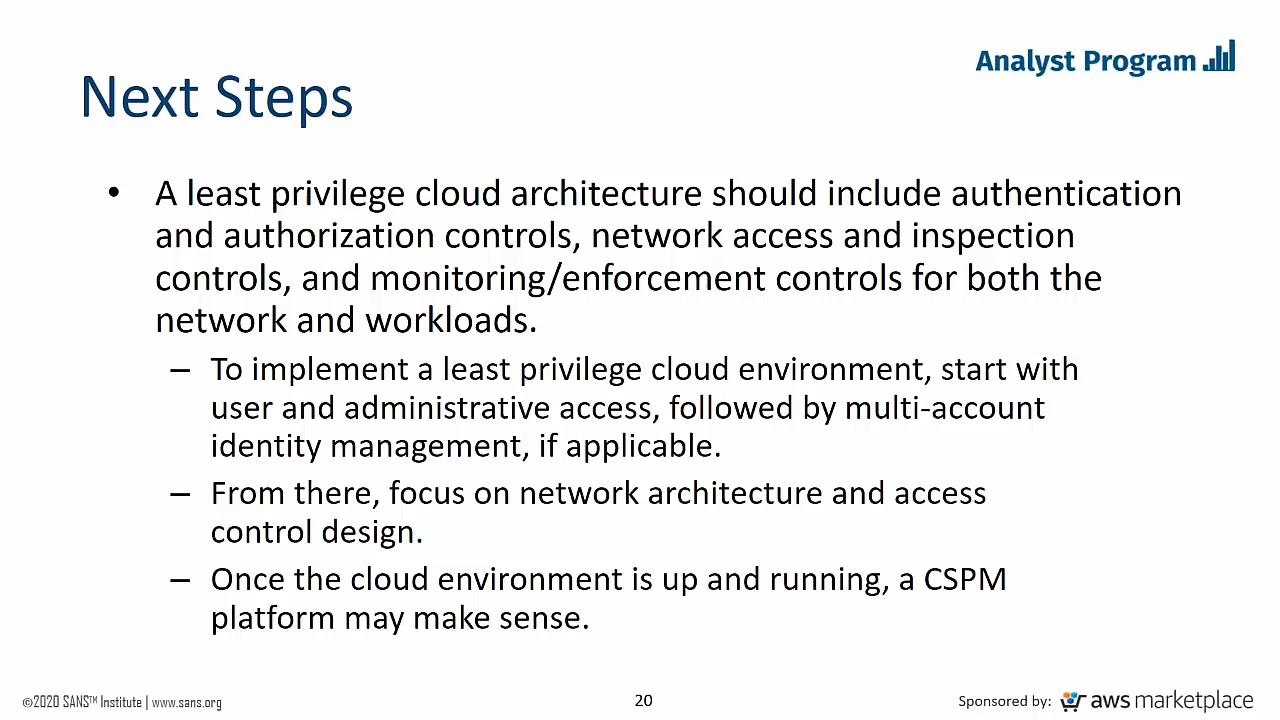 Analyst Program
Next Steps
• A least privilege cloud architecture should include authentication
and authorization controls, network access and inspection
controls, and monitoring/enforcement controls for both the
network and workloads.
– To implement a least privilege cloud environment, start with
user and administrative access, followed by multi-account
identity management, if applicable.
– From there, focus on network architecture and access
control design.
– Once the cloud environment is up and running, a CSPM
platform may make sense.
©2020 SANS™ Institute | www.sans.org
20
Sponsored by: aws marketplace